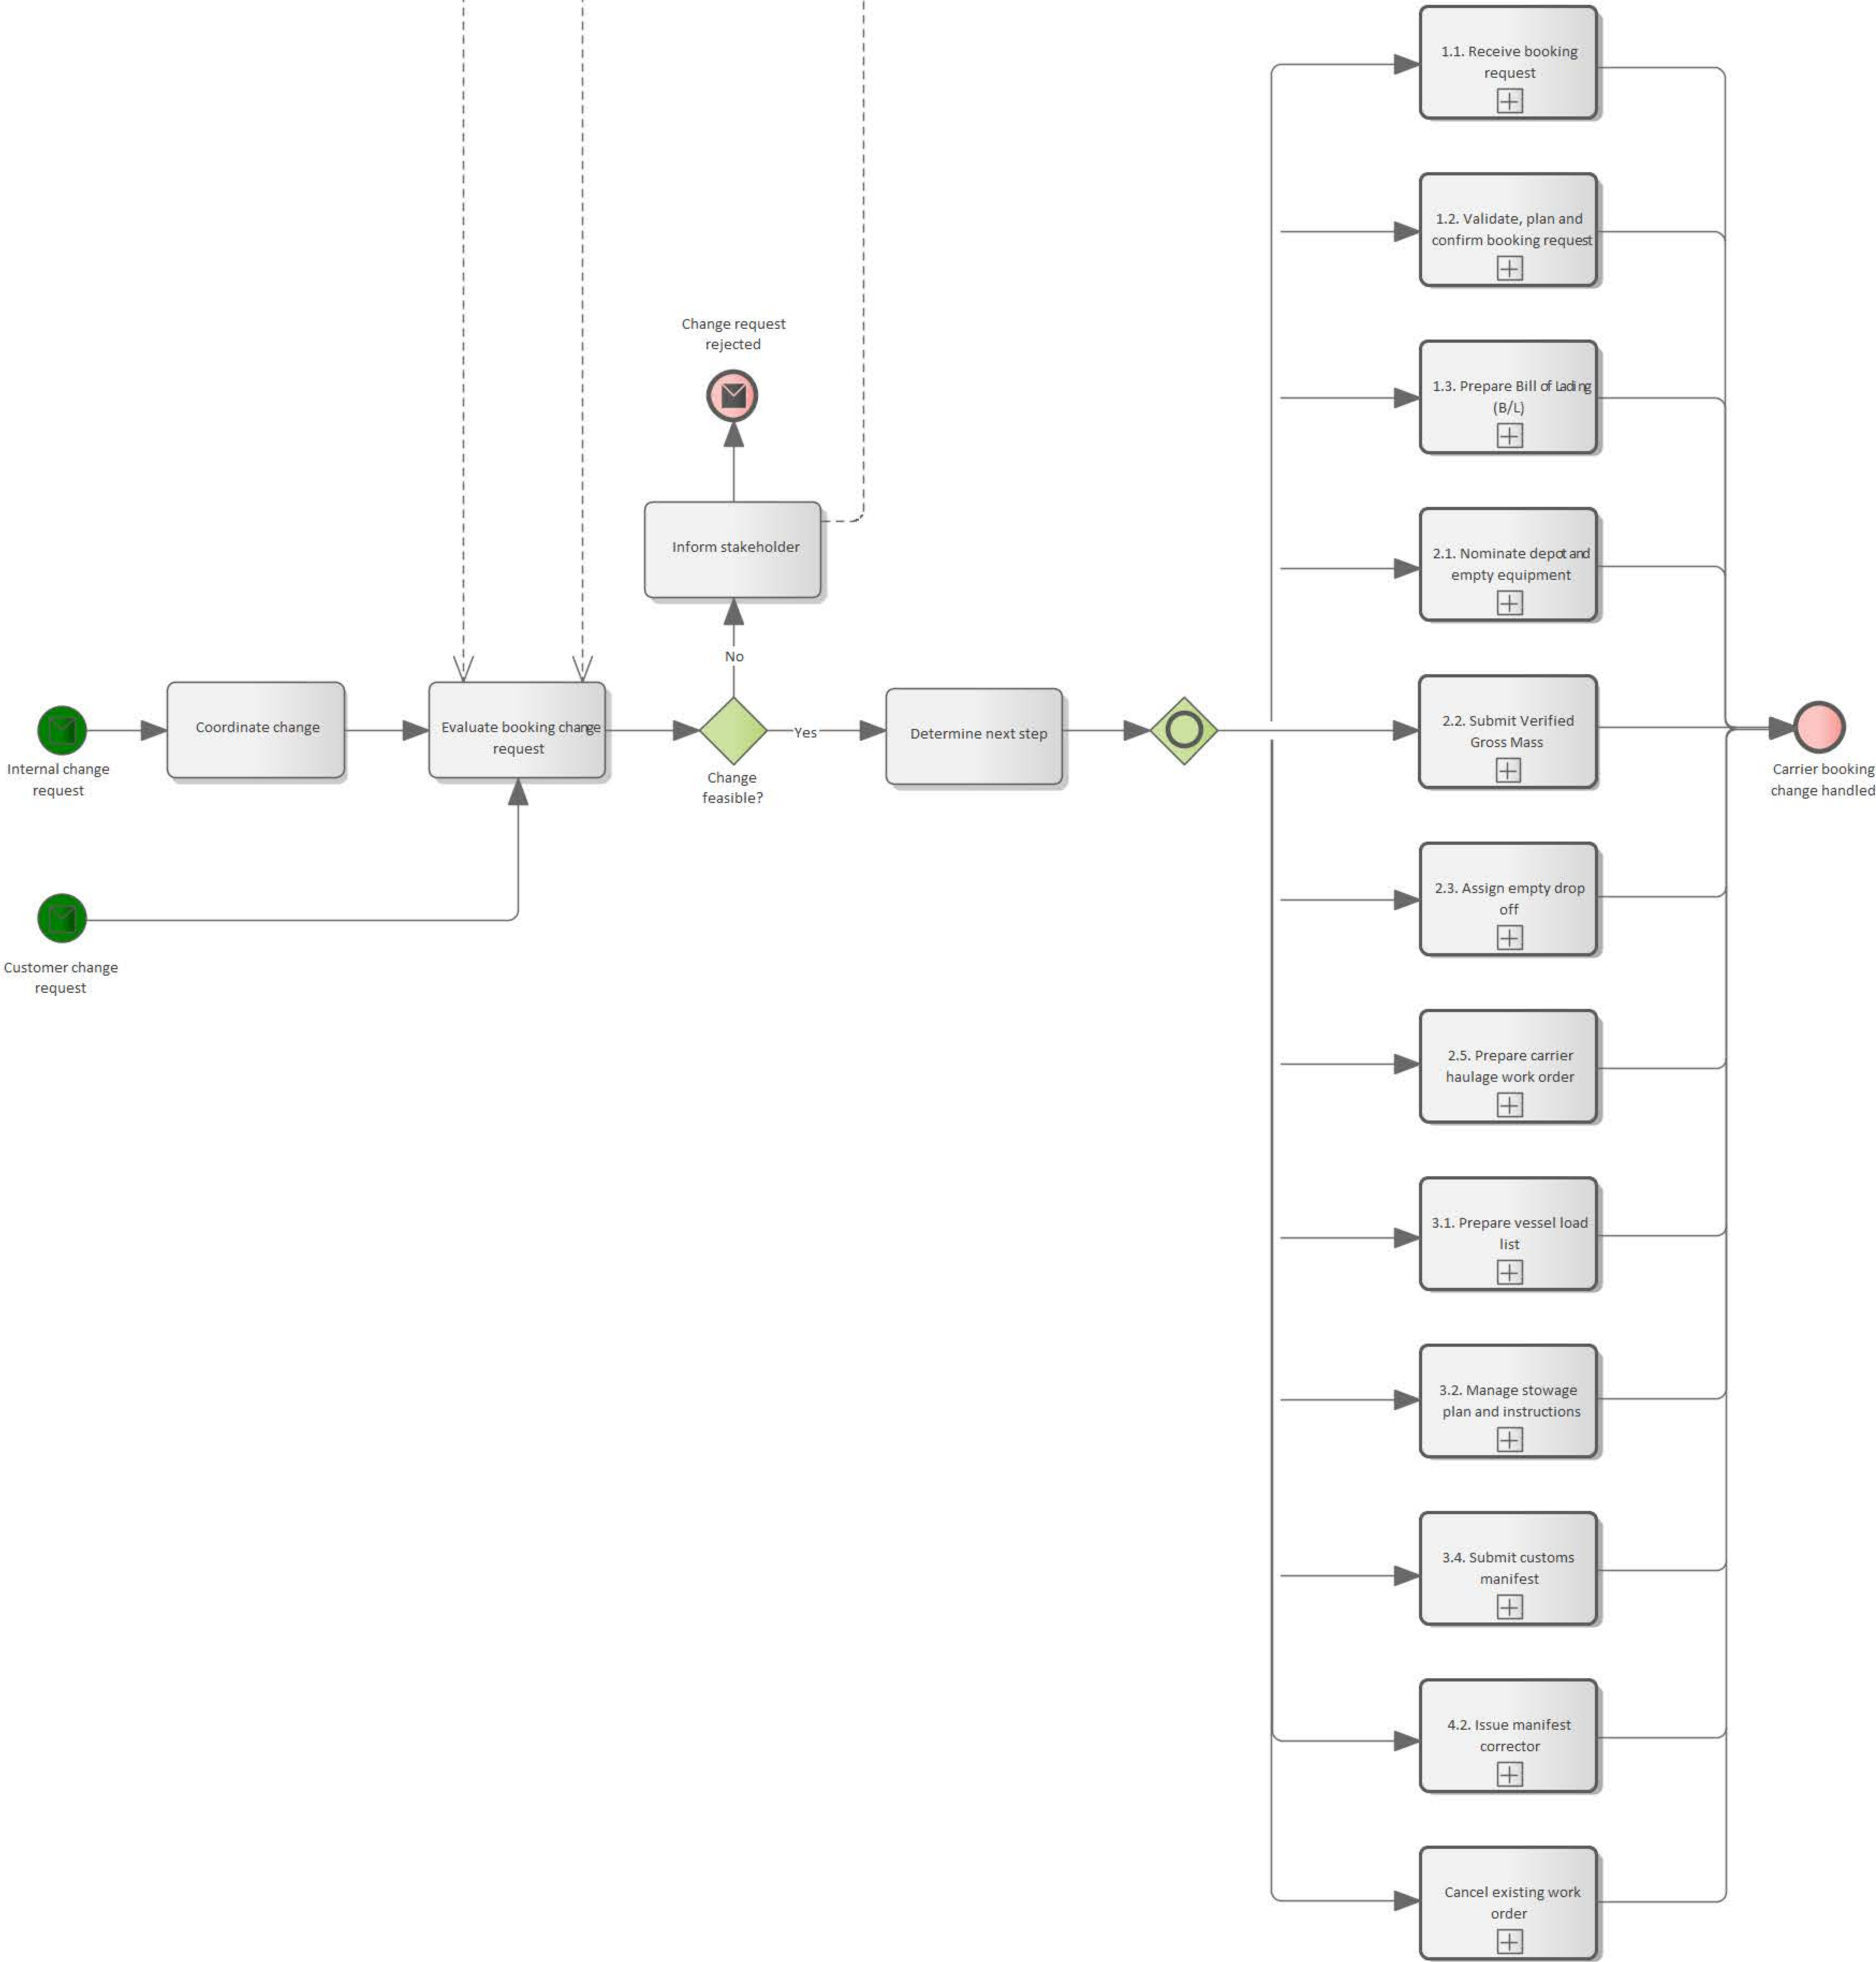 1.1. Receive booking
request
1.2. Validate, plan and
confirm booking request
Change request
rejected
1.3. Prepare Bill of Lading
(B/L)
Inform stakeholder
2.1. Nominate depot and
empty equipment
No
Internal change
request
Coordinate change
Evaluate booking change
request
Change
feasible?
Yes
Determine next step
2.2. Submit Verified
Gross Mass
Carrier booking
change handled
Customer change
request
2.3. Assign empty drop
off
2.5. Prepare carrier
haulage work order
3.1. Prepare vessel load
list
3.2. Manage stowage
plan and instructions
3.4. Submit customs
manifest
4.2. Issue manifest
corrector
Cancel existing work
order